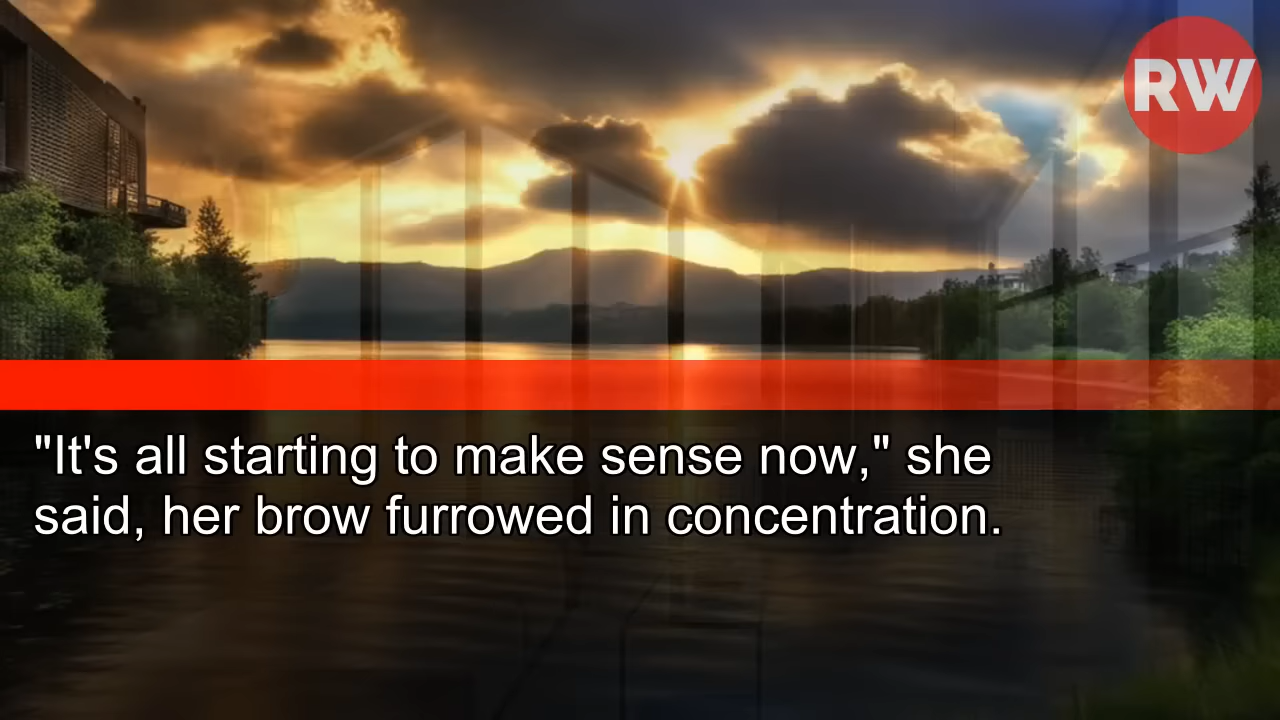 RW
"It's all starting to make sense now," she
said, her brow furrowed in concentration.